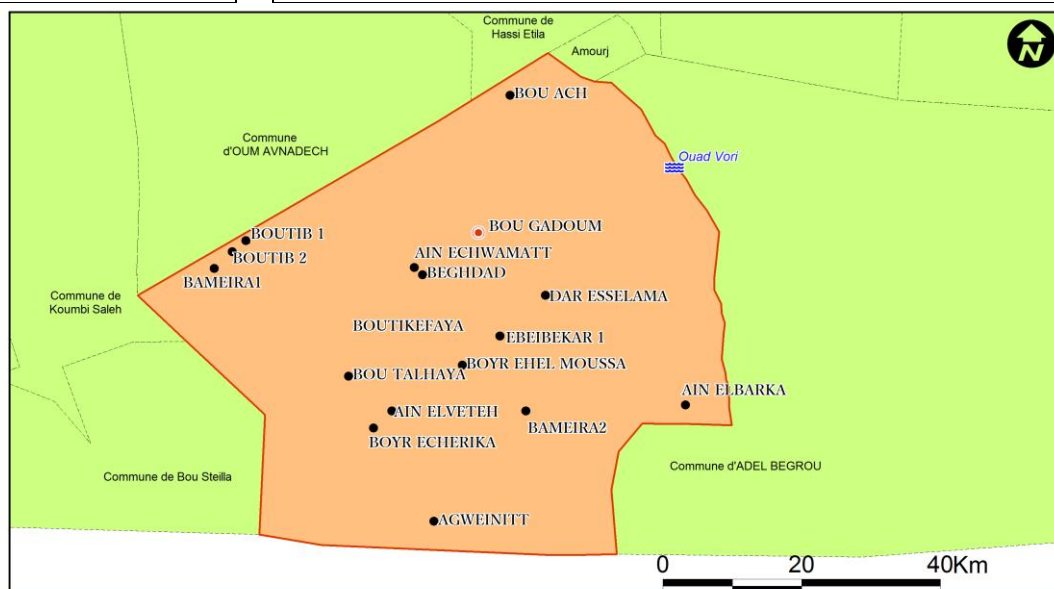 Commune de
Hassi Etila
Amourj
N
BOU ACH
Commune
d'OUM AVNADECH
Ouad Vori
BOU GADOUM
BOUTIB 1
BOUTIB 2
AIN ECHWAMATT
BEGHDAD
BAMEIRA1
Commune de
Koumbi Saleh
DAR ESSELAMA
BOUTIKEFAYA
EBEIBEKAR 1
BOYR EHEL MOUSSA
BOU TALHAYA
AIN ELBARKA
AIN ELVETEH
BAMEIRA2
BOYR ECHERIKA
Commune de Bou Steilla
Commune d'ADEL BEGROU
AGWEINITT
0 20 40Km